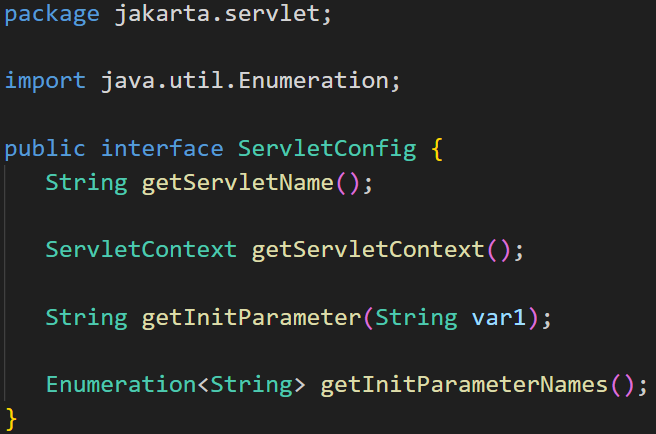 package jakarta.servlet;
import java.util.Enumeration;
public interface ServletConfig {
String getServletName();
ServletContext getServletContext();
String getInitParameter(String var1);
Enumeration<String> getInitParameterNames();
}